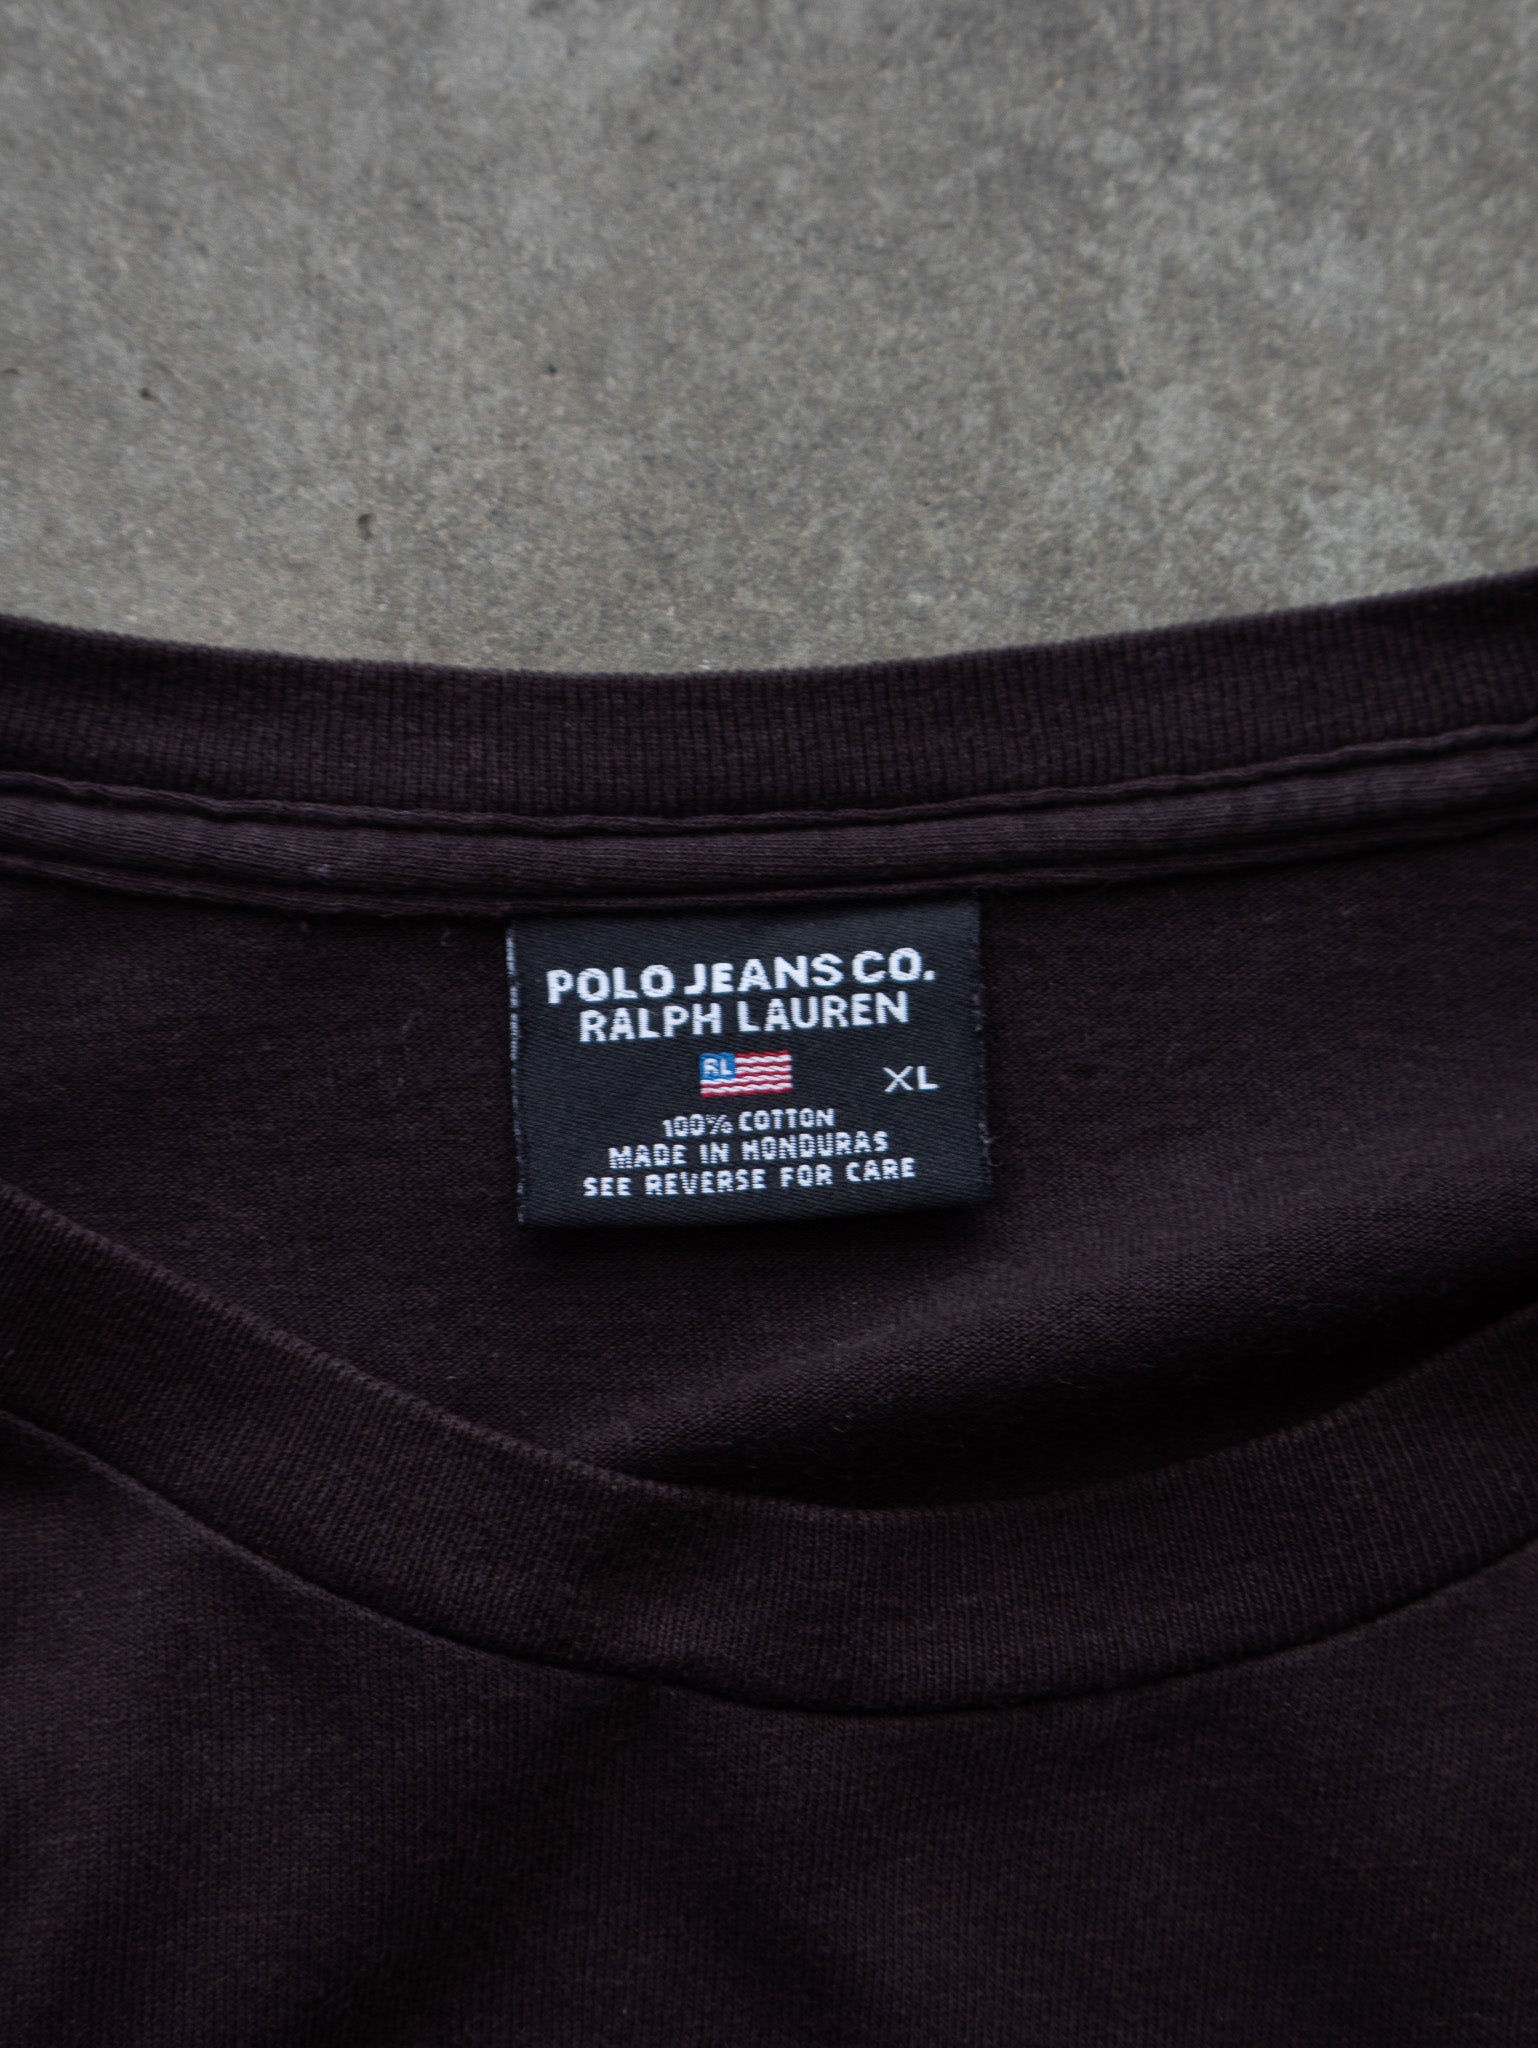 POLO JEANS CO.
RALPH LAUREN
RL
XL
100% COTTON
MADE IN HONDURAS
SEE REVERSE FOR CARE